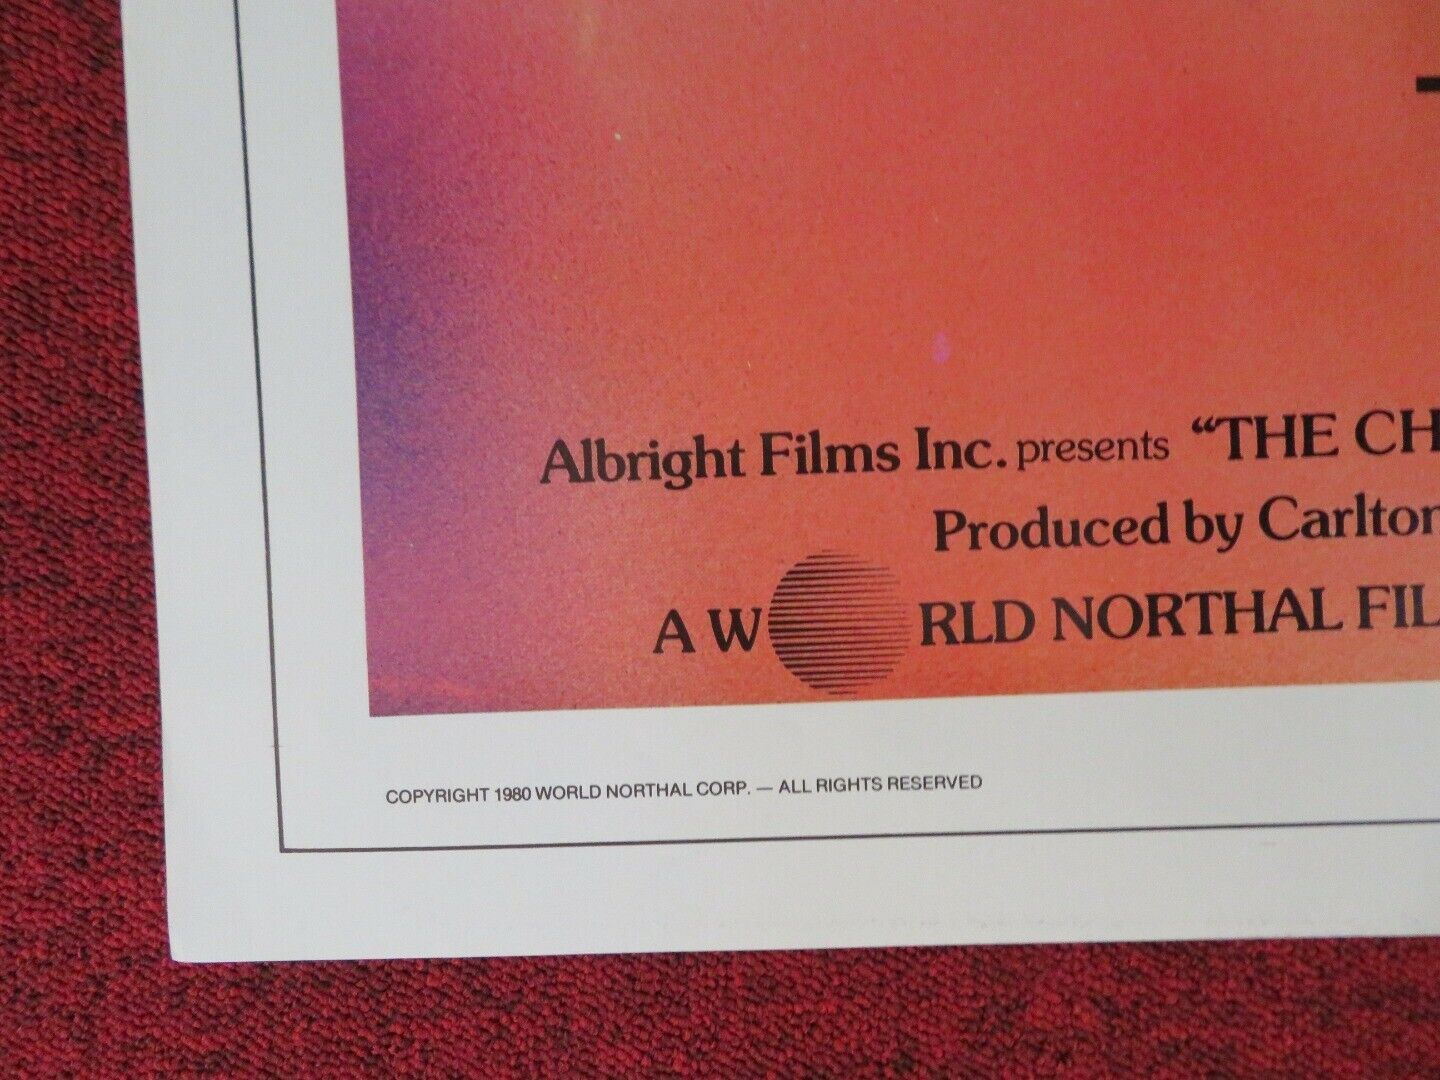 Albright Films Inc. presents “THE CH
Produced by Carlton
A WORLD NORTHAL FIL
COPYRIGHT 1980 WORLD NORTHAL CORP. — ALL RIGHTS RESERVED